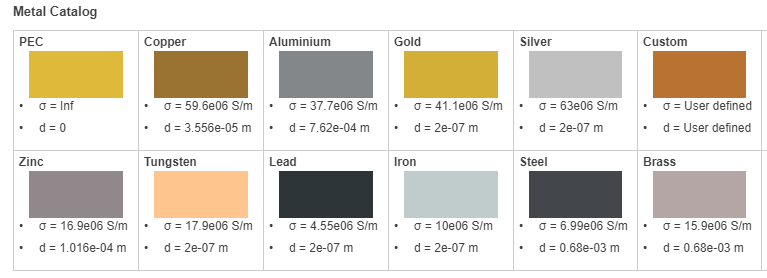 Metal Catalog
PEC
• σ = Inf
• d = 0
Copper
• σ = 59.6e06 S/m
• d = 3.556e-05 m
Aluminium
• σ = 37.7e06 S/m
• d = 7.62e-04 m
Gold
• σ = 41.1e06 S/m
• d = 2e-07 m
Silver
• σ = 63e06 S/m
• d = 2e-07 m
Custom
• σ = User defined
• d = User defined
Zinc
• σ = 16.9e06 S/m
• d = 1.016e-04 m
Tungsten
• σ = 17.9e06 S/m
• d = 2e-07 m
Lead
• σ = 4.55e06 S/m
• d = 2e-07 m
Iron
• σ = 10e06 S/m
• d = 2e-07 m
Steel
• σ = 6.99e06 S/m
• d = 0.68e-03 m
Brass
• σ = 15.9e06 S/m
• d = 0.68e-03 m